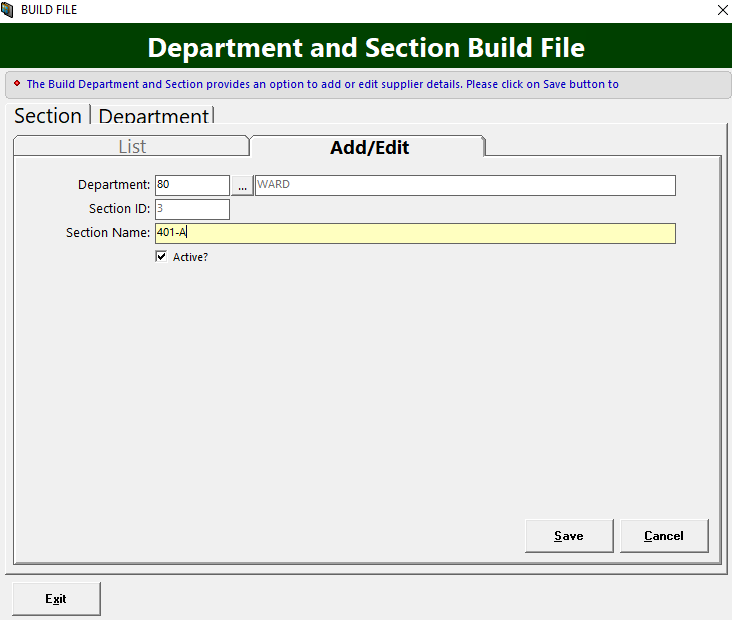 BUILD FILE
Department and Section Build File
The Build Department and Section provides an option to add or edit supplier details. Please click on Save button to
Section Department
List Add/Edit
Department: 80 ... WARD
Section ID: 3
Section Name: 401-A
Active?
Save Cancel
Exit